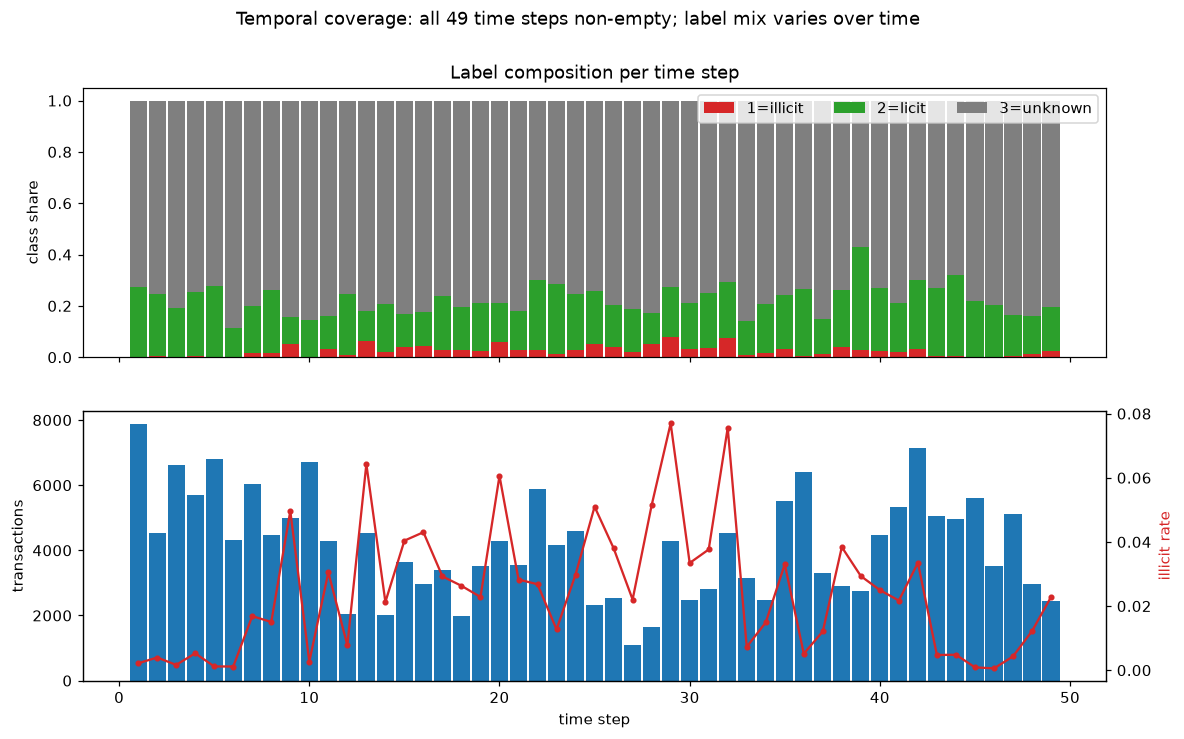 Temporal coverage: all 49 time steps non-empty; label mix varies over time
Label composition per time step
1=illicit 2=licit 3=unknown
class share
1.0
0.8
0.6
0.4
0.2
0.0
transactions
8000
6000
4000
2000
0
0.08
0.06
0.04
0.02
0.00
illicit rate
0 10 20 30 40 50
time step